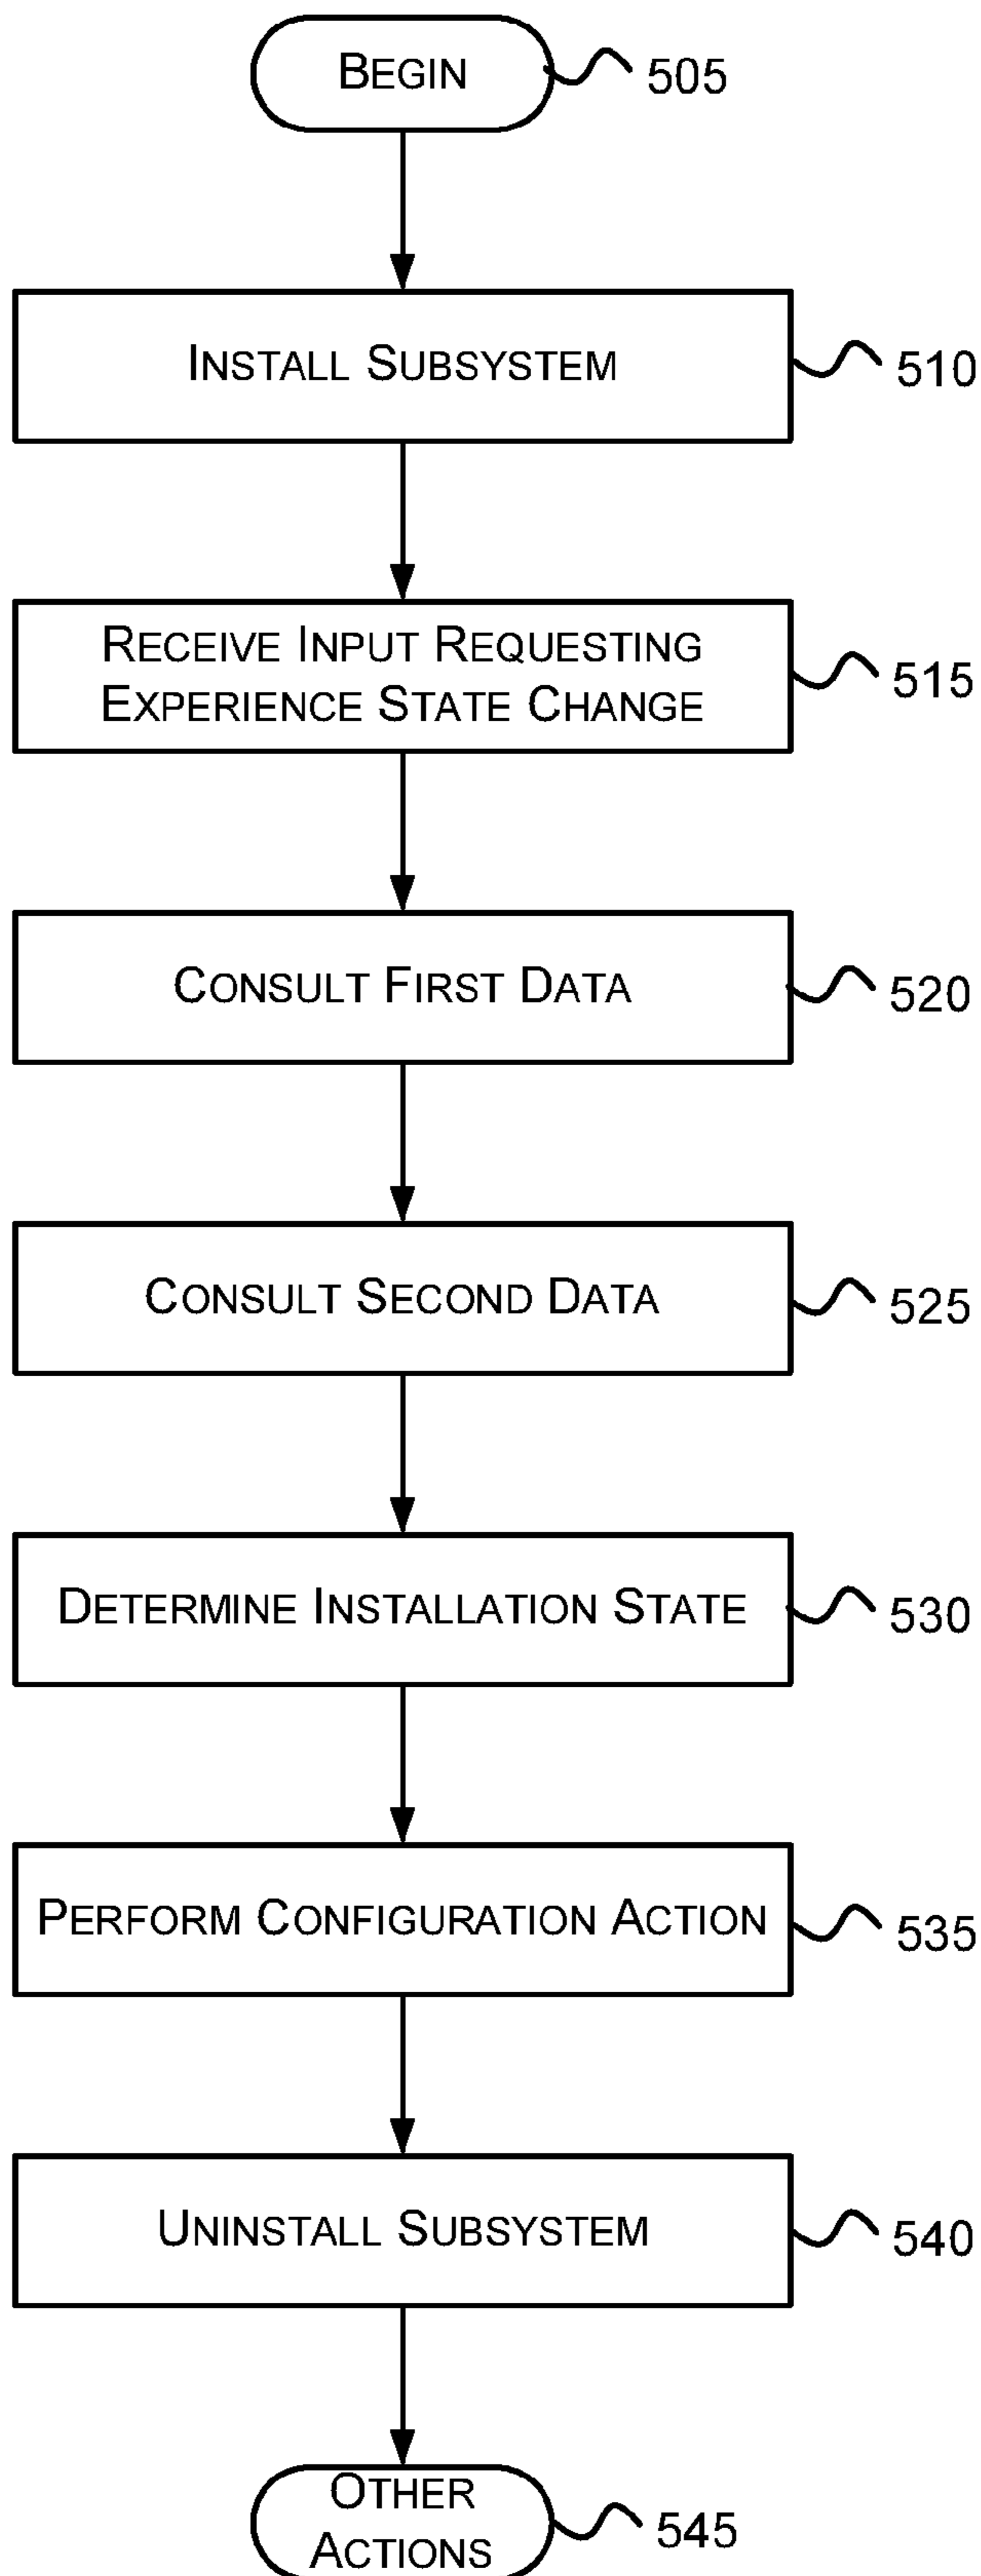 BEGIN
505
INSTALL SUBSYSTEM
510
RECEIVE INPUT REQUESTING
EXPERIENCE STATE CHANGE
515
CONSULT FIRST DATA
520
CONSULT SECOND DATA
525
DETERMINE INSTALLATION STATE
530
PERFORM CONFIGURATION ACTION
535
UNINSTALL SUBSYSTEM
540
OTHER
ACTIONS
545